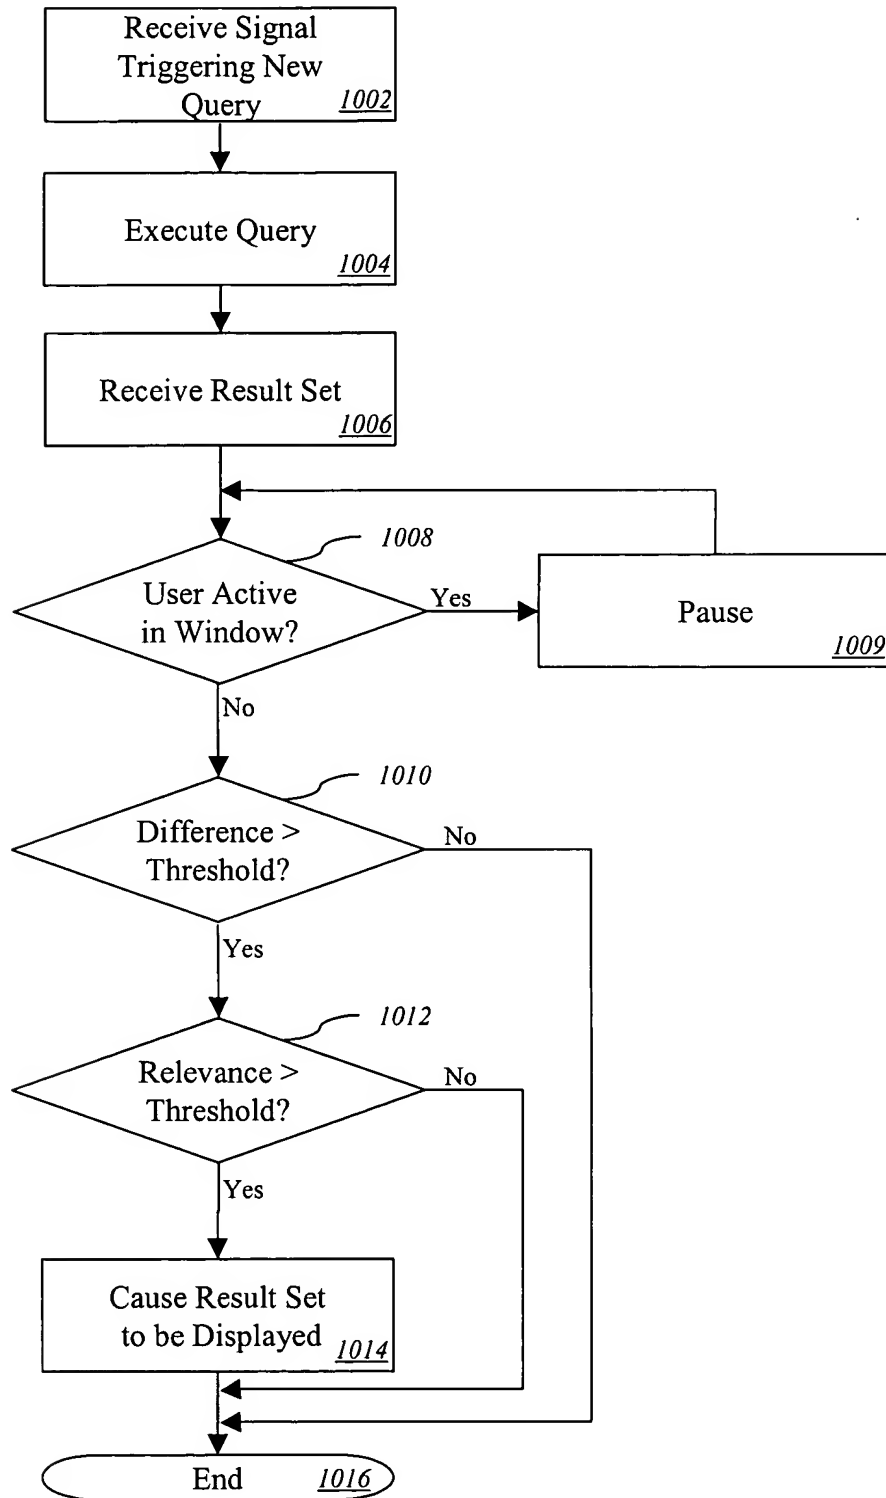 Receive Signal
Triggering New
Query 1002
Execute Query
1004
Receive Result Set
1006
1008
User Active
in Window?
Yes
Pause
1009
No
1010
Difference >
Threshold?
No
Yes
1012
Relevance >
Threshold?
No
Yes
Cause Result Set
to be Displayed 1014
End 1016